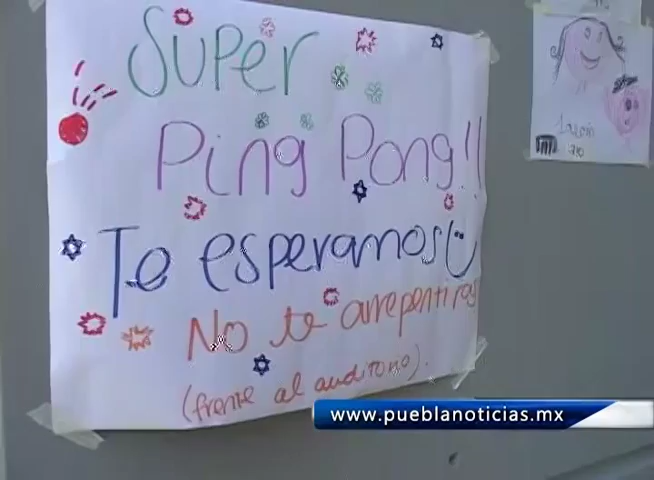 Super
Ping Pong!!
Te esperamos
No te arrepentiras
(frente al auditorio).
www.pueblanoticias.mx